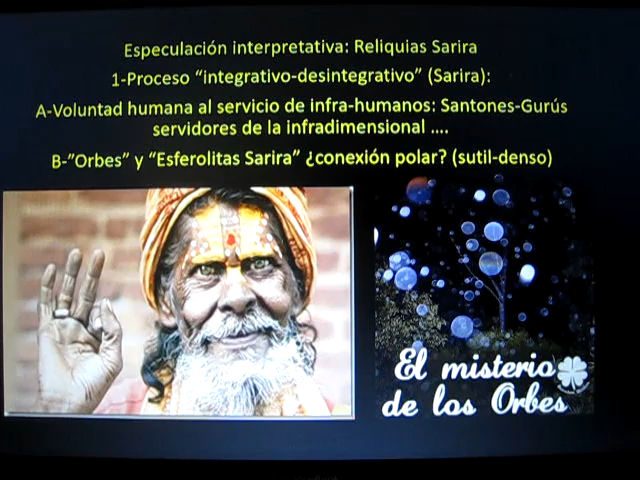 Especulación interpretativa: Reliquias Sarira
1-Proceso “integrativo-desintegrativo” (Sarira):
A-Voluntad humana al servicio de infra-humanos: Santones-Gurús
servidores de la infradimensional ....
B-”Orbes” y “Esferolitas Sarira” ¿conexión polar? (sutil-denso)
El misterio
de los Orbes